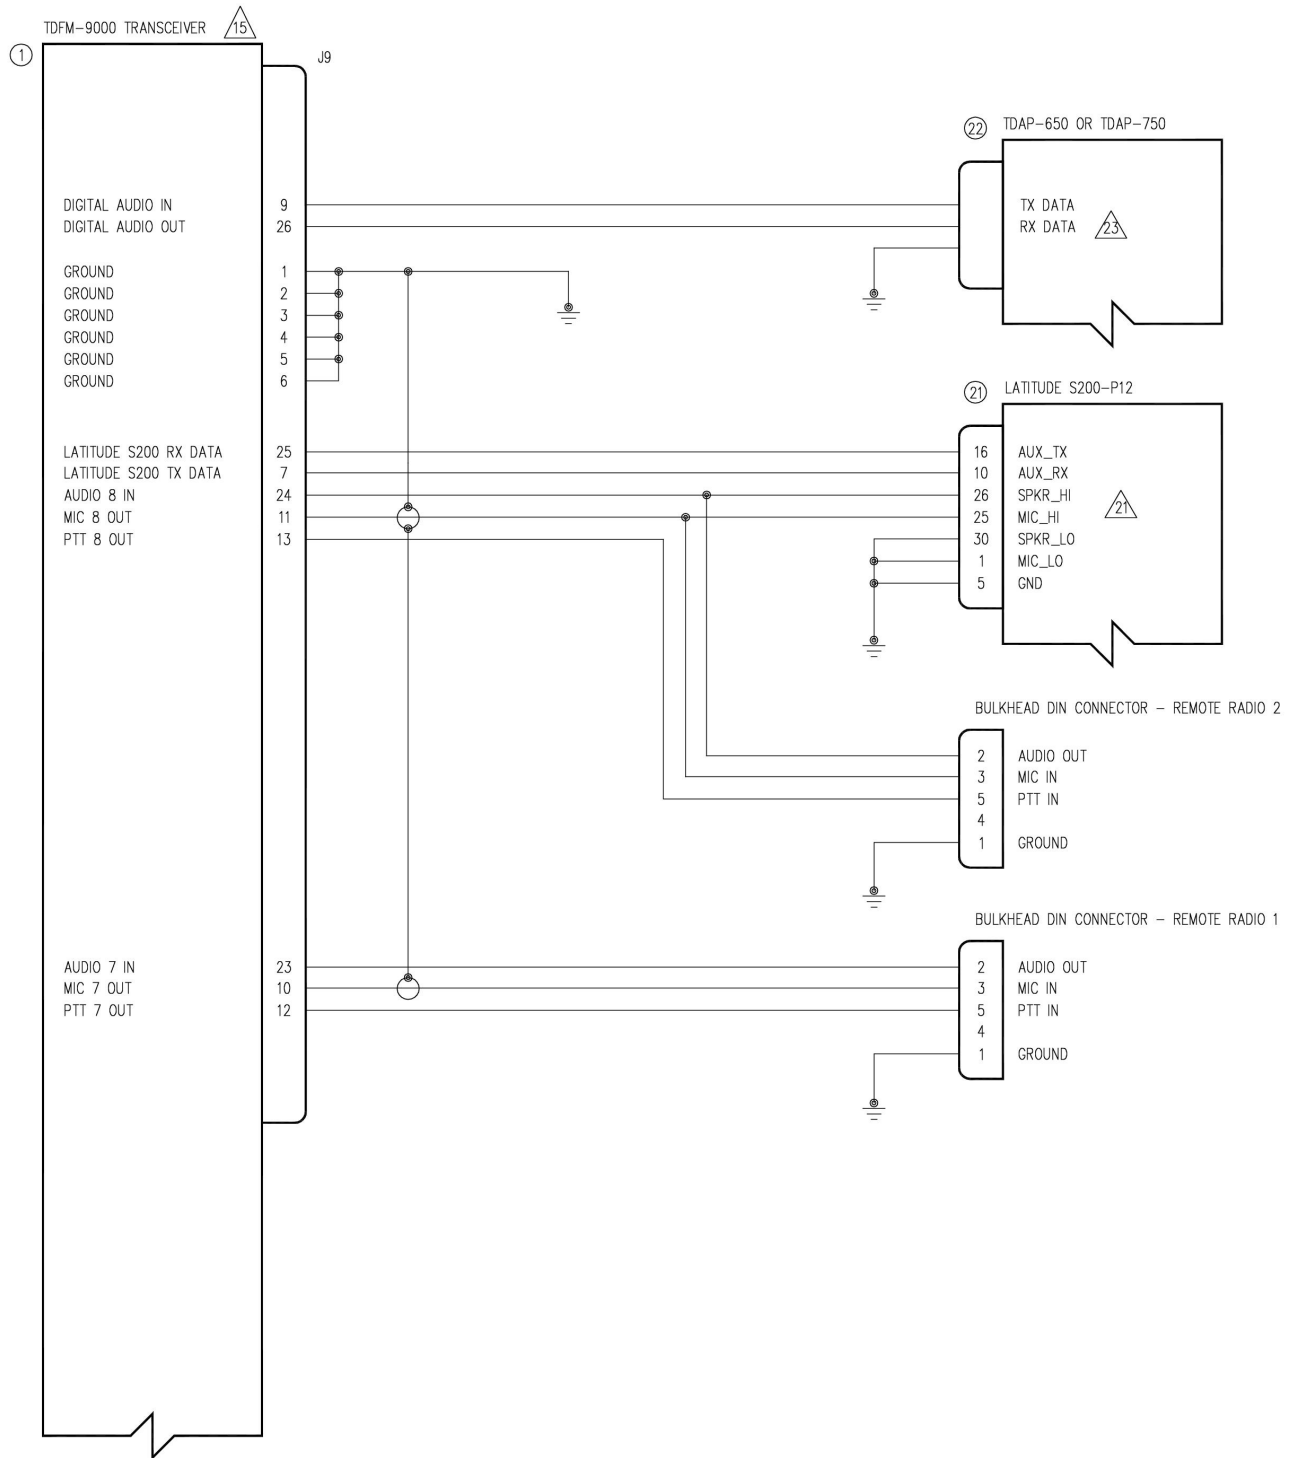 TDFM-9000 TRANSCEIVER 15
1
J9
DIGITAL AUDIO IN 9
DIGITAL AUDIO OUT 26
GROUND 1
GROUND 2
GROUND 3
GROUND 4
GROUND 5
GROUND 6
LATITUDE S200 RX DATA 25
LATITUDE S200 TX DATA 7
AUDIO 8 IN 24
MIC 8 OUT 11
PTT 8 OUT 13
AUDIO 7 IN 23
MIC 7 OUT 10
PTT 7 OUT 12
22 TDAP-650 OR TDAP-750
TX DATA
RX DATA 23
21 LATITUDE S200-P12
16 AUX_TX
10 AUX_RX
26 SPKR_HI
25 MIC_HI
21
30 SPKR_LO
1 MIC_LO
5 GND
BULKHEAD DIN CONNECTOR - REMOTE RADIO 2
2 AUDIO OUT
3 MIC IN
5 PTT IN
4
1 GROUND
BULKHEAD DIN CONNECTOR - REMOTE RADIO 1
2 AUDIO OUT
3 MIC IN
5 PTT IN
4
1 GROUND